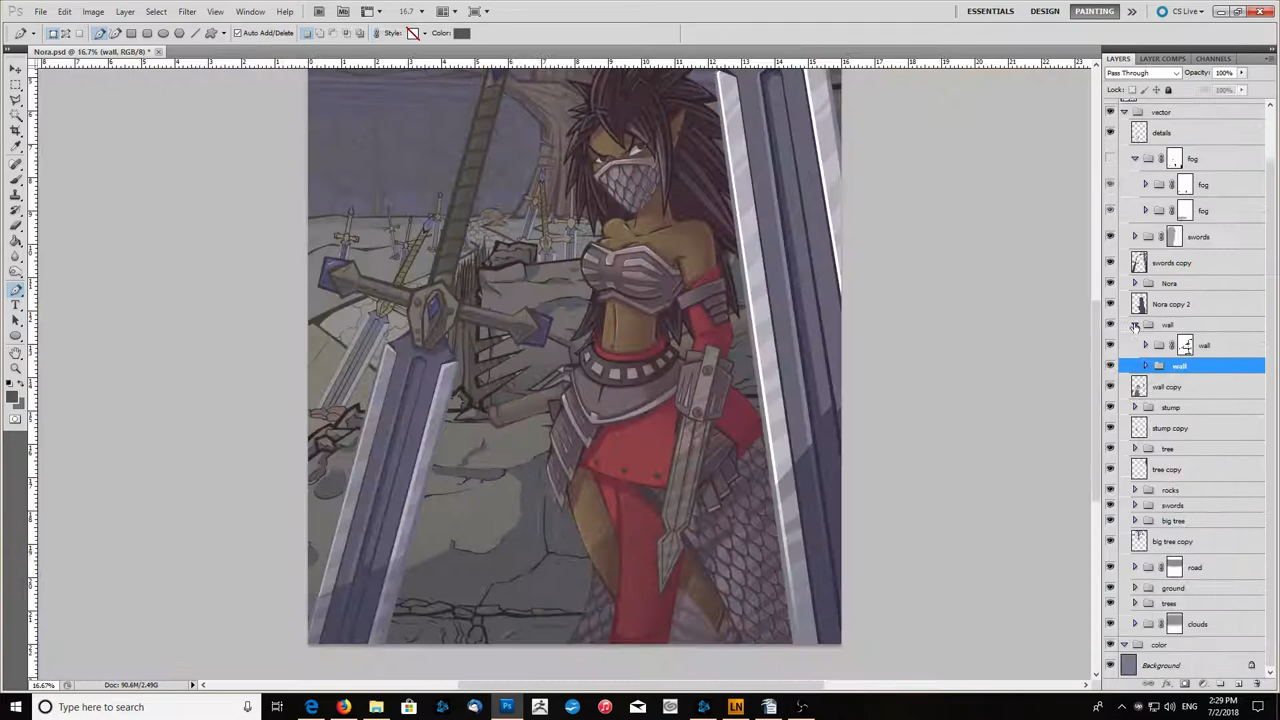 File Edit Image Layer Select Filter Analysis 3D View Window Help 16.7 ESSENTIALS DESIGN PAINTING CS Live
Auto Add/Delete Style: Color:
Nora.psd @ 16.7% (wall, RGB/8) *
LAYERS LAYER COMPS CHANNELS
Pass Through Opacity: 100%
Lock: 100%
vector
details
fog
fog
fog
swords
swords copy
Nora
Nora copy 2
wall
wall
wall
wall copy
stump
stump copy
tree
tree copy
rocks
swords
big tree
big tree copy
road
ground
trees
clouds
color
Background
16.67% Doc: 90.6M/2.49G
Type here to search
2:29 PM
7/2/2018